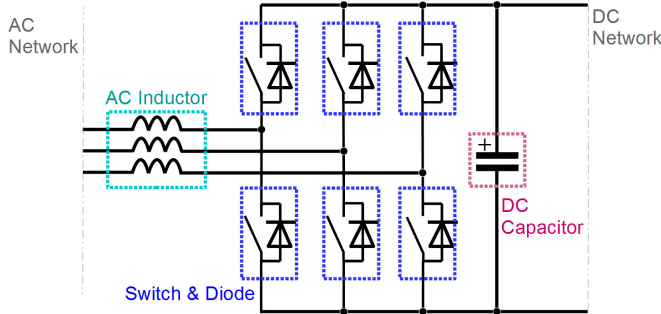 AC
Network
DC
Network
AC Inductor
+
DC
Capacitor
Switch & Diode